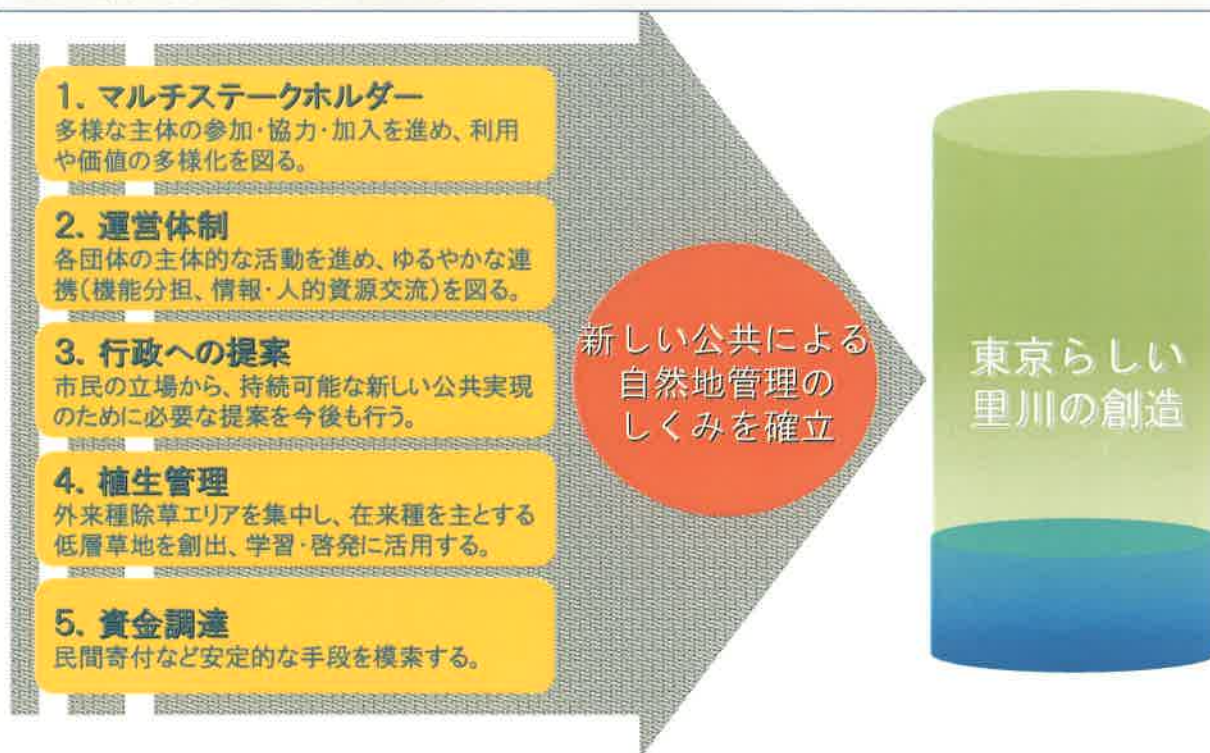 1. マルチステークホルダー
多様な主体の参加・協力・加入を進め、利用
や価値の多様化を図る。
2. 運営体制
各団体の主体的な活動を進め、ゆるやかな連
携(機能分担、情報・人的資源交流)を図る。
3. 行政への提案
市民の立場から、持続可能な新しい公共実現
のために必要な提案を今後も行う。
4. 植生管理
外来種除草エリアを集中し、在来種を主とする
低層草地を創出、学習・啓発に活用する。
5. 資金調達
民間寄付など安定的な手段を模索する。
新しい公共による
自然地管理の
しくみを確立
東京らしい
里川の創造